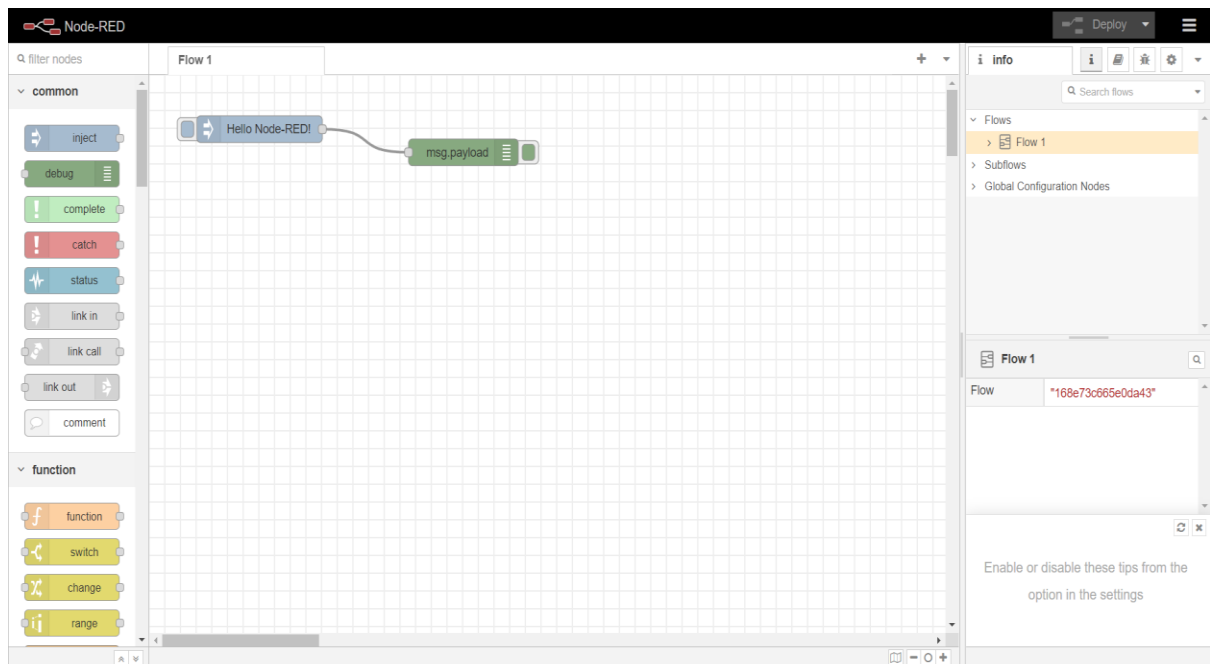 Node-RED
Deploy
filter nodes
Flow 1
i info
i
Search flows
common
inject
debug
complete
catch
status
link in
link call
link out
comment
function
function
switch
change
range
Hello Node-RED!
msg.payload
Flows
Flow 1
Subflows
Global Configuration Nodes
Flow 1
Flow "168e73c665e0da43"
Enable or disable these tips from the
option in the settings